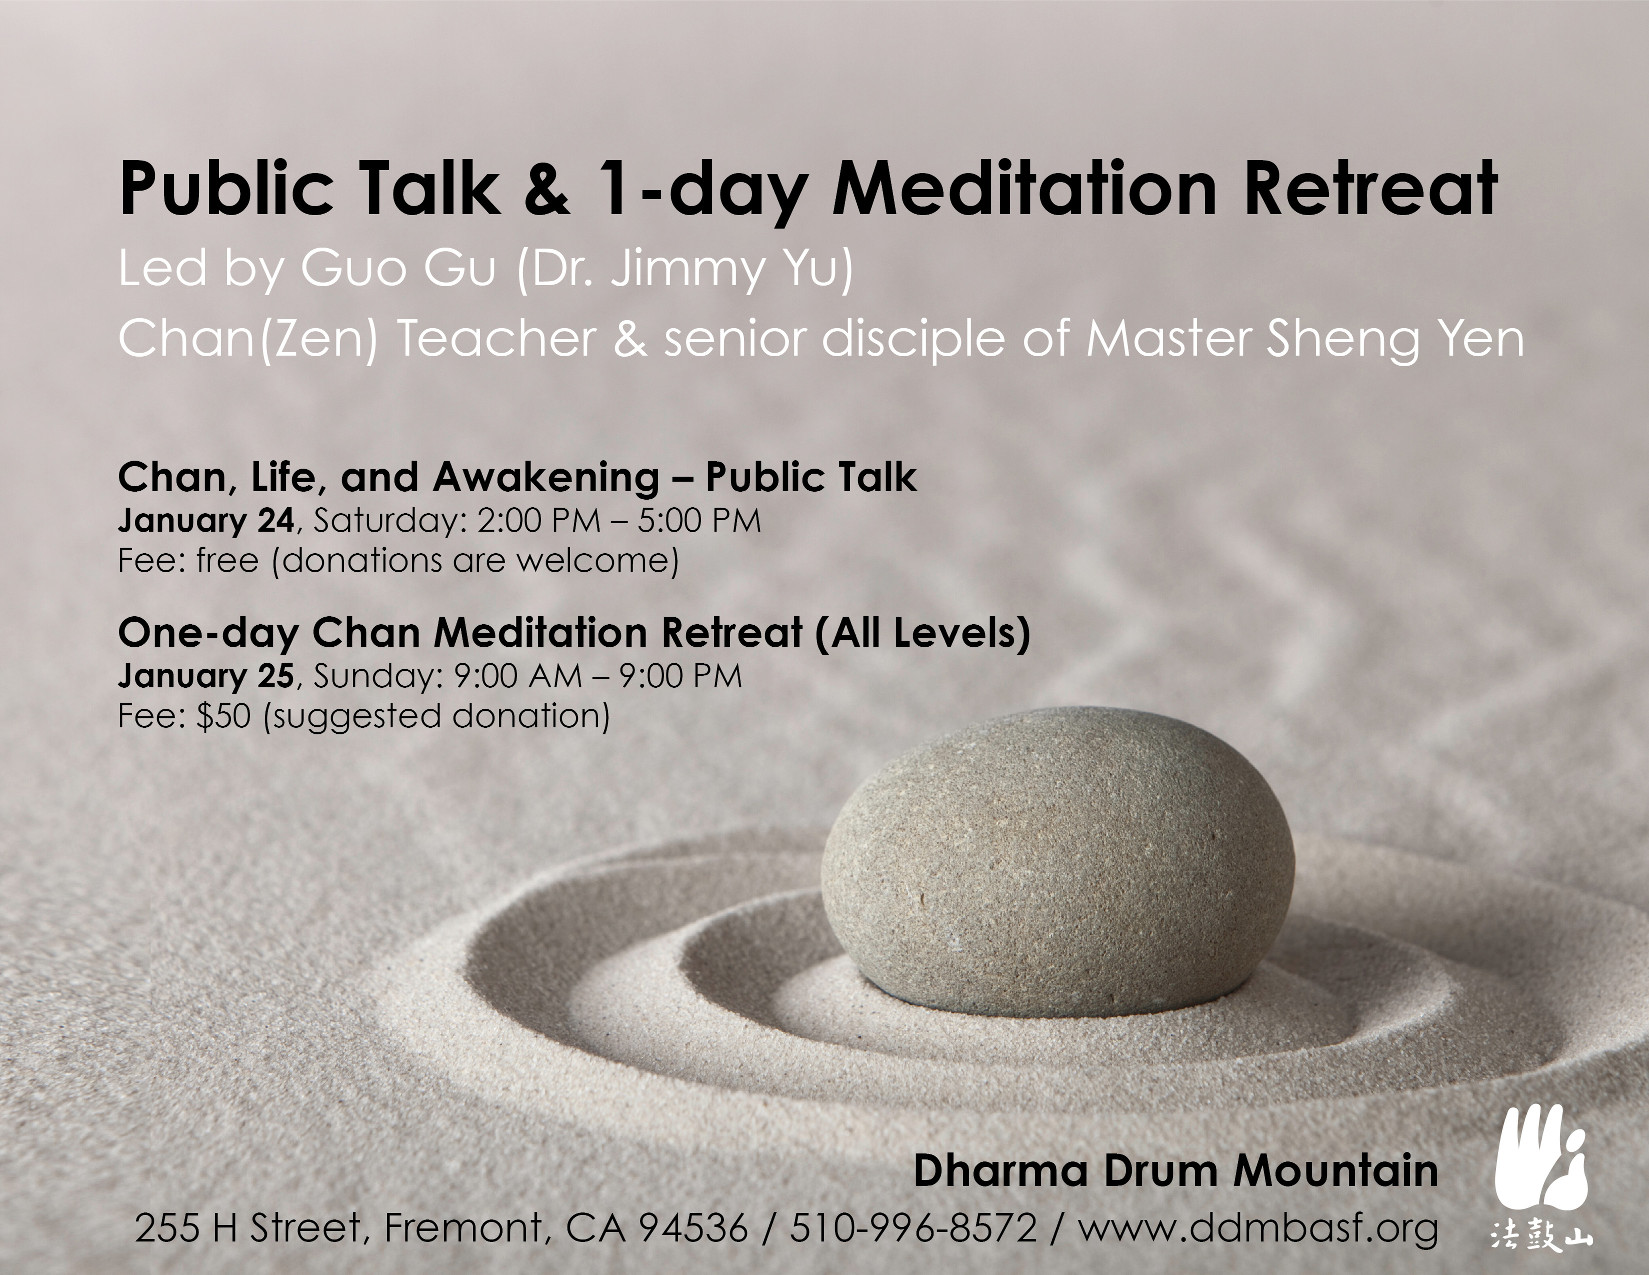 Public Talk & 1-day Meditation Retreat
Led by Guo Gu (Dr. Jimmy Yu)
Chan(Zen) Teacher & senior disciple of Master Sheng Yen
Chan, Life, and Awakening – Public Talk
January 24, Saturday: 2:00 PM – 5:00 PM
Fee: free (donations are welcome)
One-day Chan Meditation Retreat (All Levels)
January 25, Sunday: 9:00 AM – 9:00 PM
Fee: $50 (suggested donation)
Dharma Drum Mountain
255 H Street, Fremont, CA 94536 / 510-996-8572 / www.ddmbasf.org
法鼓山